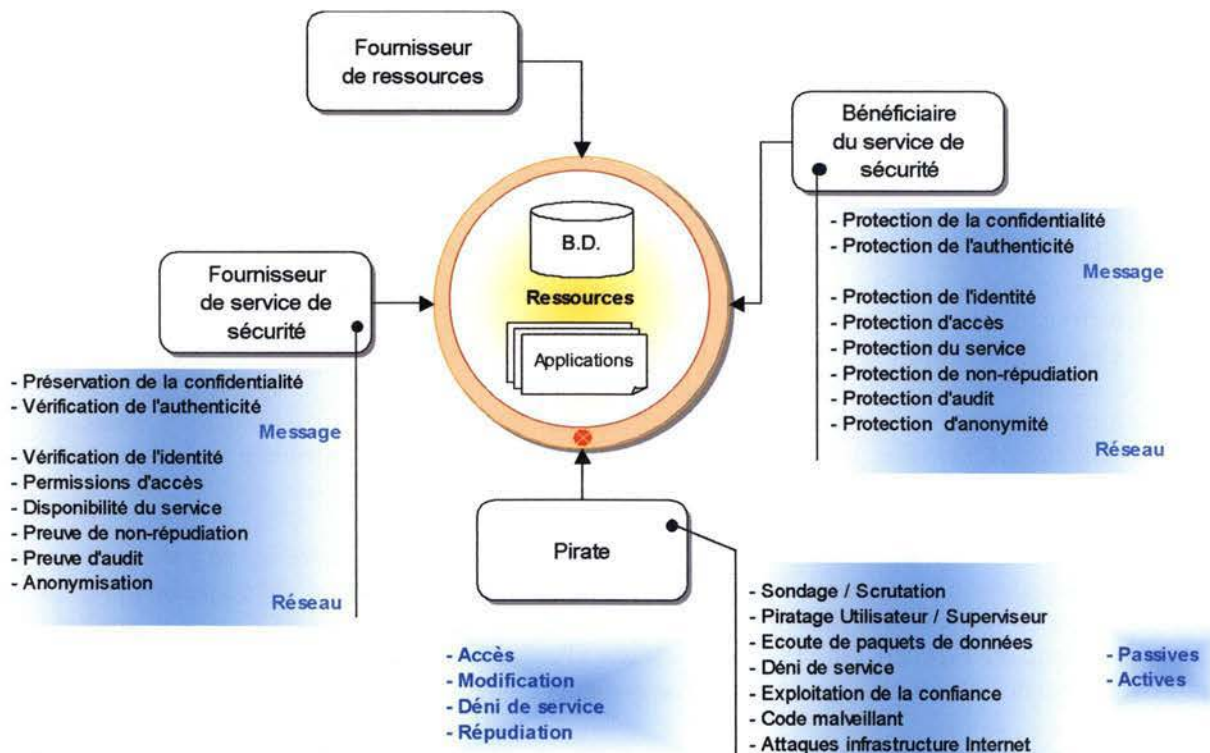 Fournisseur
de ressources
Bénéficiaire
du service de
sécurité
- Protection de la confidentialité
- Protection de l'authenticité
Message
- Protection de l'identité
- Protection d'accès
- Protection du service
- Protection de non-répudiation
- Protection d'audit
- Protection d'anonymité
Réseau
B.D.
Ressources
Applications
Fournisseur
de service de
sécurité
- Préservation de la confidentialité
- Vérification de l'authenticité
Message
- Vérification de l'identité
- Permissions d'accès
- Disponibilité du service
- Preuve de non-répudiation
- Preuve d'audit
- Anonymisation
Réseau
Pirate
- Accès
- Modification
- Déni de service
- Répudiation
- Sondage / Scrutation
- Piratage Utilisateur / Superviseur
- Ecoute de paquets de données
- Déni de service
- Exploitation de la confiance
- Code malveillant
- Attaques infrastructure Internet
- Passives
- Actives